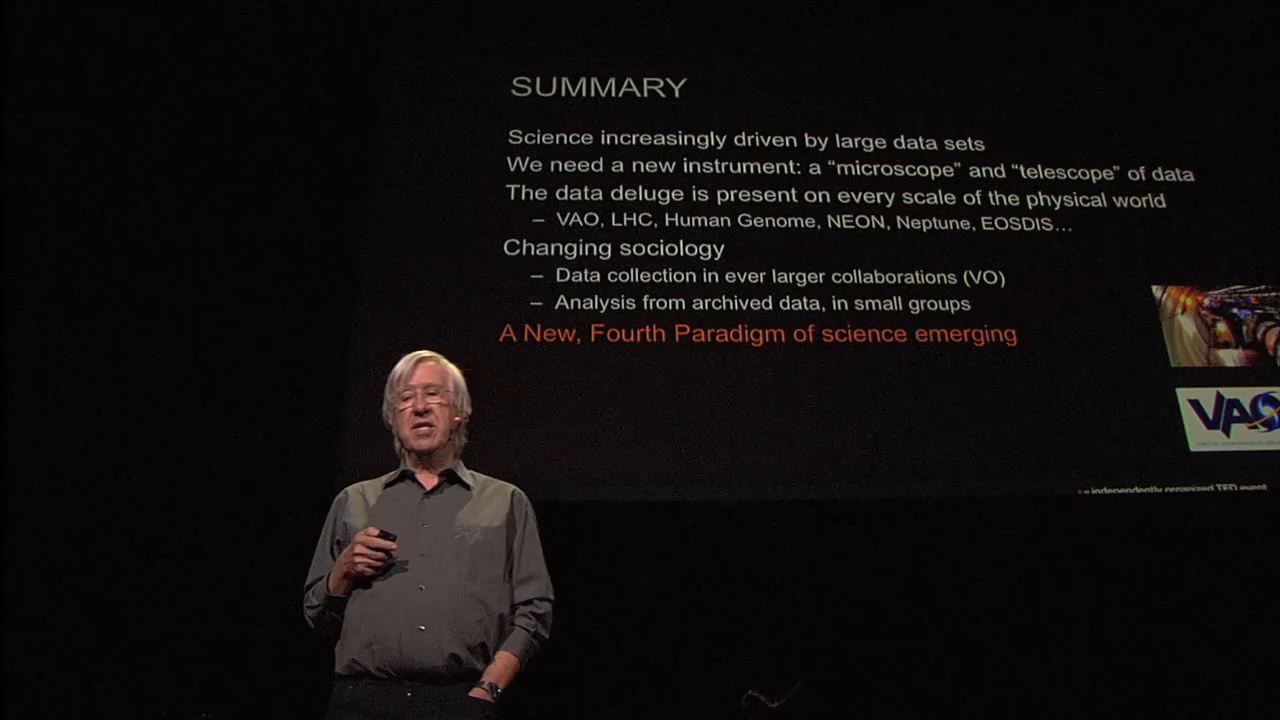 SUMMARY
Science increasingly driven by large data sets
We need a new instrument: a “microscope” and “telescope” of data
The data deluge is present on every scale of the physical world
– VAO, LHC, Human Genome, NEON, Neptune, EOSDIS…
Changing sociology
– Data collection in ever larger collaborations (VO)
– Analysis from archived data, in small groups
A New, Fourth Paradigm of science emerging
VAO
independently organized TED event